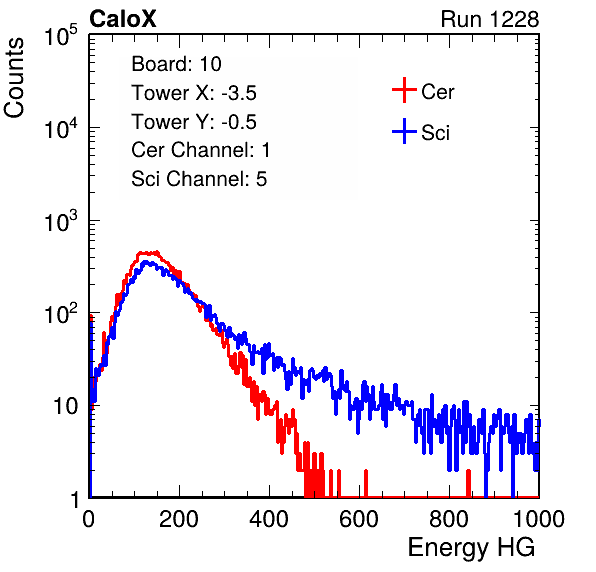 CaloX Run 1228
Counts
Board: 10
Tower X: -3.5
Tower Y: -0.5
Cer Channel: 1
Sci Channel: 5
Cer
Sci
10^5
10^4
10^3
10^2
10
1
0 200 400 600 800 1000
Energy HG